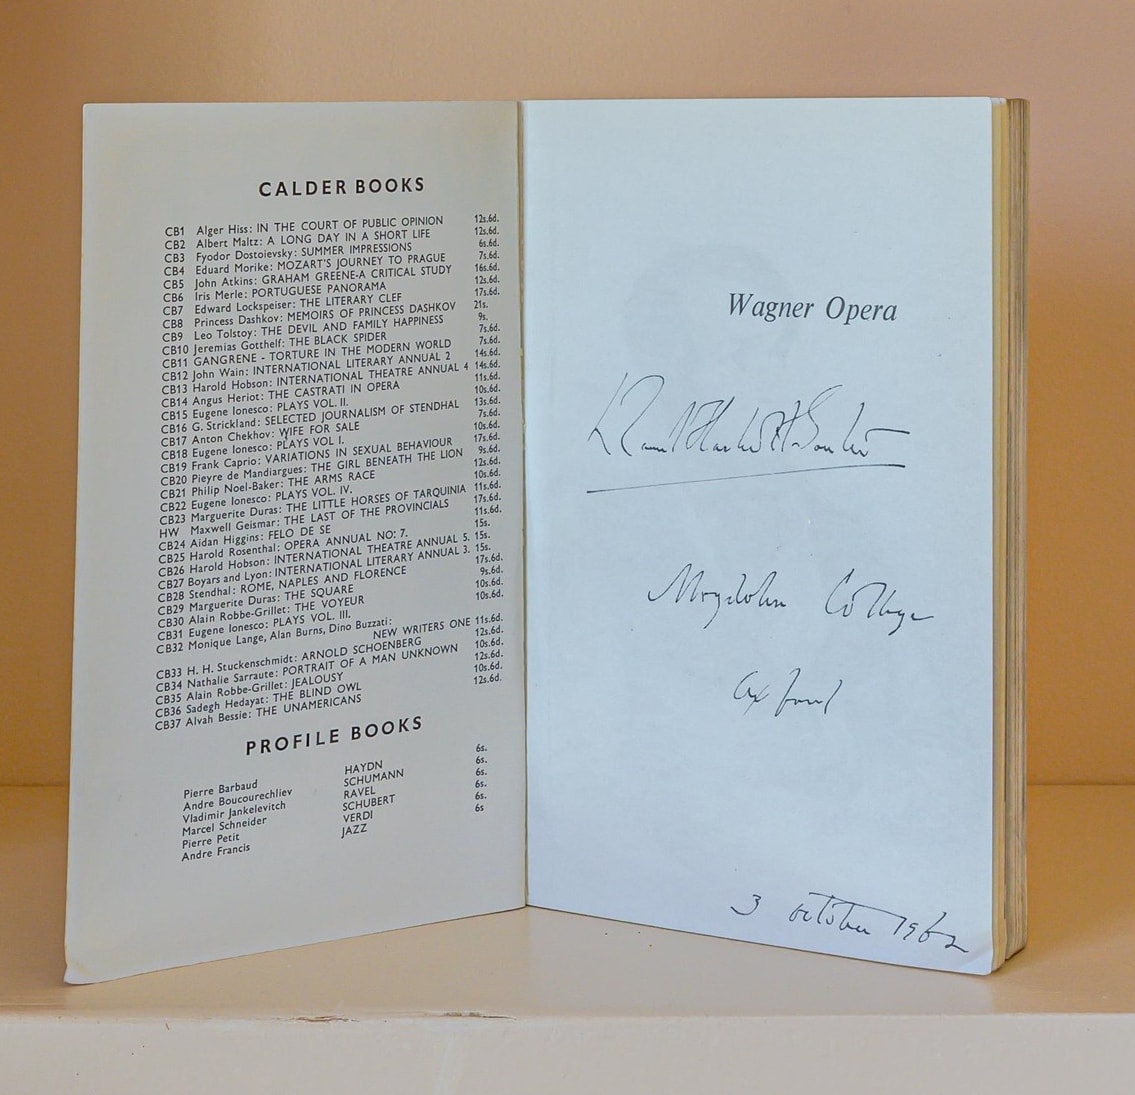 CALDER BOOKS
CB1 Alger Hiss: IN THE COURT OF PUBLIC OPINION 12s.6d.
CB2 Albert Maltz: A LONG DAY IN A SHORT LIFE 12s.6d.
CB3 Fyodor Dostoievsky: SUMMER IMPRESSIONS 6s.6d.
CB4 Eduard Morike: MOZART'S JOURNEY TO PRAGUE 7s.6d.
CB5 John Atkins: GRAHAM GREENE-A CRITICAL STUDY 16s.6d.
CB6 Iris Merle: PORTUGUESE PANORAMA 12s.6d.
CB7 Edward Lockspeiser: THE LITERARY CLEF 17s.6d.
CB8 Princess Dashkov: MEMOIRS OF PRINCESS DASHKOV 21s.
CB9 Leo Tolstoy: THE DEVIL AND FAMILY HAPPINESS 9s.
CB10 Jeremias Gotthelf: THE BLACK SPIDER 7s.6d.
CB11 GANGRENE - TORTURE IN THE MODERN WORLD 7s.6d.
CB12 John Wain: INTERNATIONAL LITERARY ANNUAL 2 14s.6d.
CB13 Harold Hobson: INTERNATIONAL THEATRE ANNUAL 4 14s.6d.
CB14 Angus Heriot: THE CASTRATI IN OPERA 11s.6d.
CB15 Eugene Ionesco: PLAYS VOL. II. 10s.6d.
CB16 G. Strickland: SELECTED JOURNALISM OF STENDHAL 13s.6d.
CB17 Anton Chekhov: WIFE FOR SALE 7s.6d.
CB18 Eugene Ionesco: PLAYS VOL I. 10s.6d.
CB19 Frank Caprio: VARIATIONS IN SEXUAL BEHAVIOUR 17s.6d.
CB20 Pieyre de Mandiargues: THE GIRL BENEATH THE LION 9s.6d.
CB21 Philip Noel-Baker: THE ARMS RACE 12s.6d.
CB22 Eugene Ionesco: PLAYS VOL. IV. 10s.6d.
CB23 Marguerite Duras: THE LITTLE HORSES OF TARQUINIA 11s.6d.
HW Maxwell Geismar: THE LAST OF THE PROVINCIALS 17s.6d.
CB24 Aidan Higgins: FELO DE SE 11s.6d.
CB25 Harold Rosenthal: OPERA ANNUAL NO: 7. 15s.
CB26 Harold Hobson: INTERNATIONAL THEATRE ANNUAL 5. 15s.
CB27 Boyars and Lyon: INTERNATIONAL LITERARY ANNUAL 3. 15s.
CB28 Stendhal: ROME, NAPLES AND FLORENCE 17s.6d.
CB29 Marguerite Duras: THE SQUARE 9s.6d.
CB30 Alain Robbe-Grillet: THE VOYEUR 10s.6d.
CB31 Eugene Ionesco: PLAYS VOL. III. 10s.6d.
CB32 Monique Lange, Alan Burns, Dino Buzzati:
NEW WRITERS ONE 11s.6d.
CB33 H. H. Stuckenschmidt: ARNOLD SCHOENBERG 12s.6d.
CB34 Nathalie Sarraute: PORTRAIT OF A MAN UNKNOWN 10s.6d.
CB35 Alain Robbe-Grillet: JEALOUSY 12s.6d.
CB36 Sadegh Hedayat: THE BLIND OWL 10s.6d.
CB37 Alvah Bessie: THE UNAMERICANS 12s.6d.
PROFILE BOOKS
Pierre Barbaud HAYDN 6s.
Andre Boucourechliev SCHUMANN 6s.
Vladimir Jankelevitch RAVEL 6s.
Marcel Schneider SCHUBERT 6s.
Pierre Petit VERDI 6s.
Andre Francis JAZZ 6s
Wagner Opera
Magdalen College
Oxford
3 October 1962